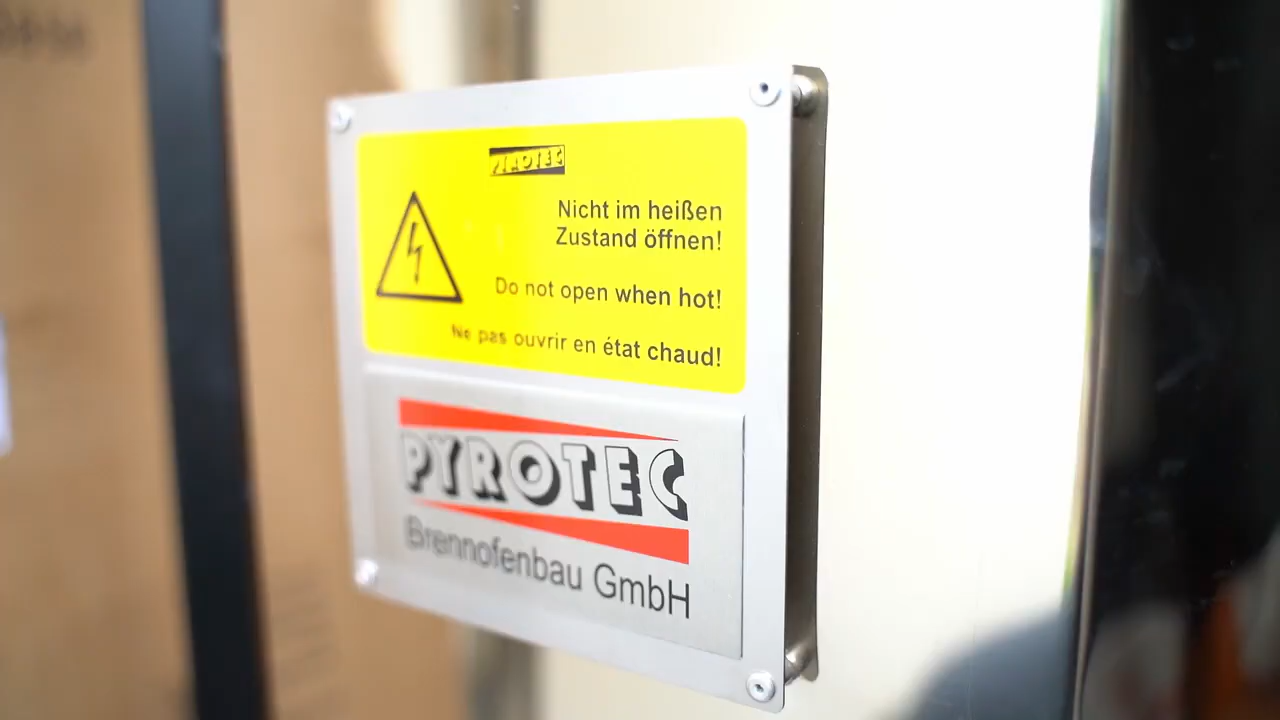 PYROTEC
Nicht im heißen
Zustand öffnen!
Do not open when hot!
Ne pas ouvrir en état chaud!
PYROTEC
Brennofenbau GmbH